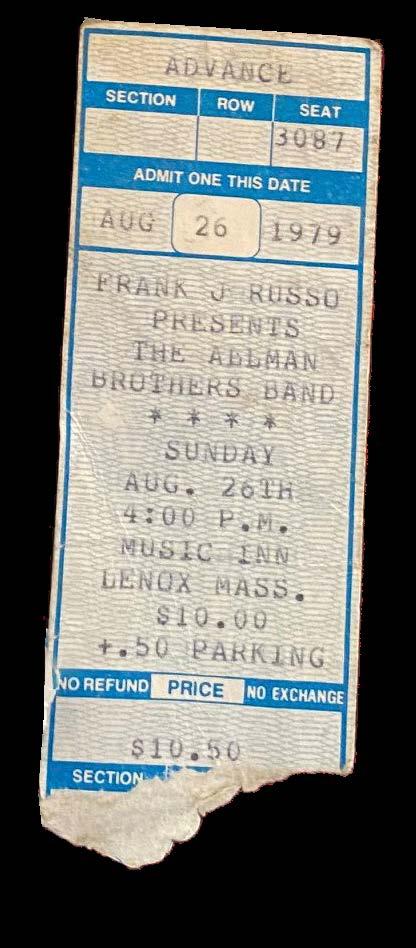 ADVANCE
SECTION ROW SEAT
3087
ADMIT ONE THIS DATE
AUG 26 1979
FRANK J RUSSO
PRESENTS
THE ALLMAN
BROTHERS BAND
* * * *
SUNDAY
AUG. 26TH
4:00 P.M.
MUSIC INN
LENOX MASS.
$10.00
+.50 PARKING
NO REFUND PRICE NO EXCHANGE
$10.50
SECTION